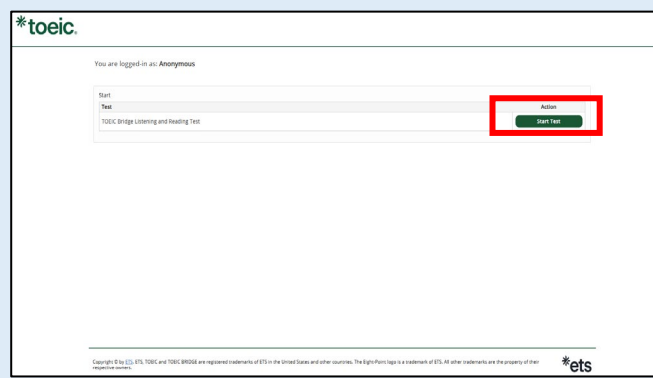 *toeic.
You are logged-in as: Anonymous
Start
Test Action
TOEIC Bridge Listening and Reading Test Start Test
Copyright © by ETS. ETS, TOEIC and TOEIC BRIDGE are registered trademarks of ETS in the United States and other countries. The Eight-Point logo is a trademark of ETS. All other trademarks are the property of their
respective owners.
*ets